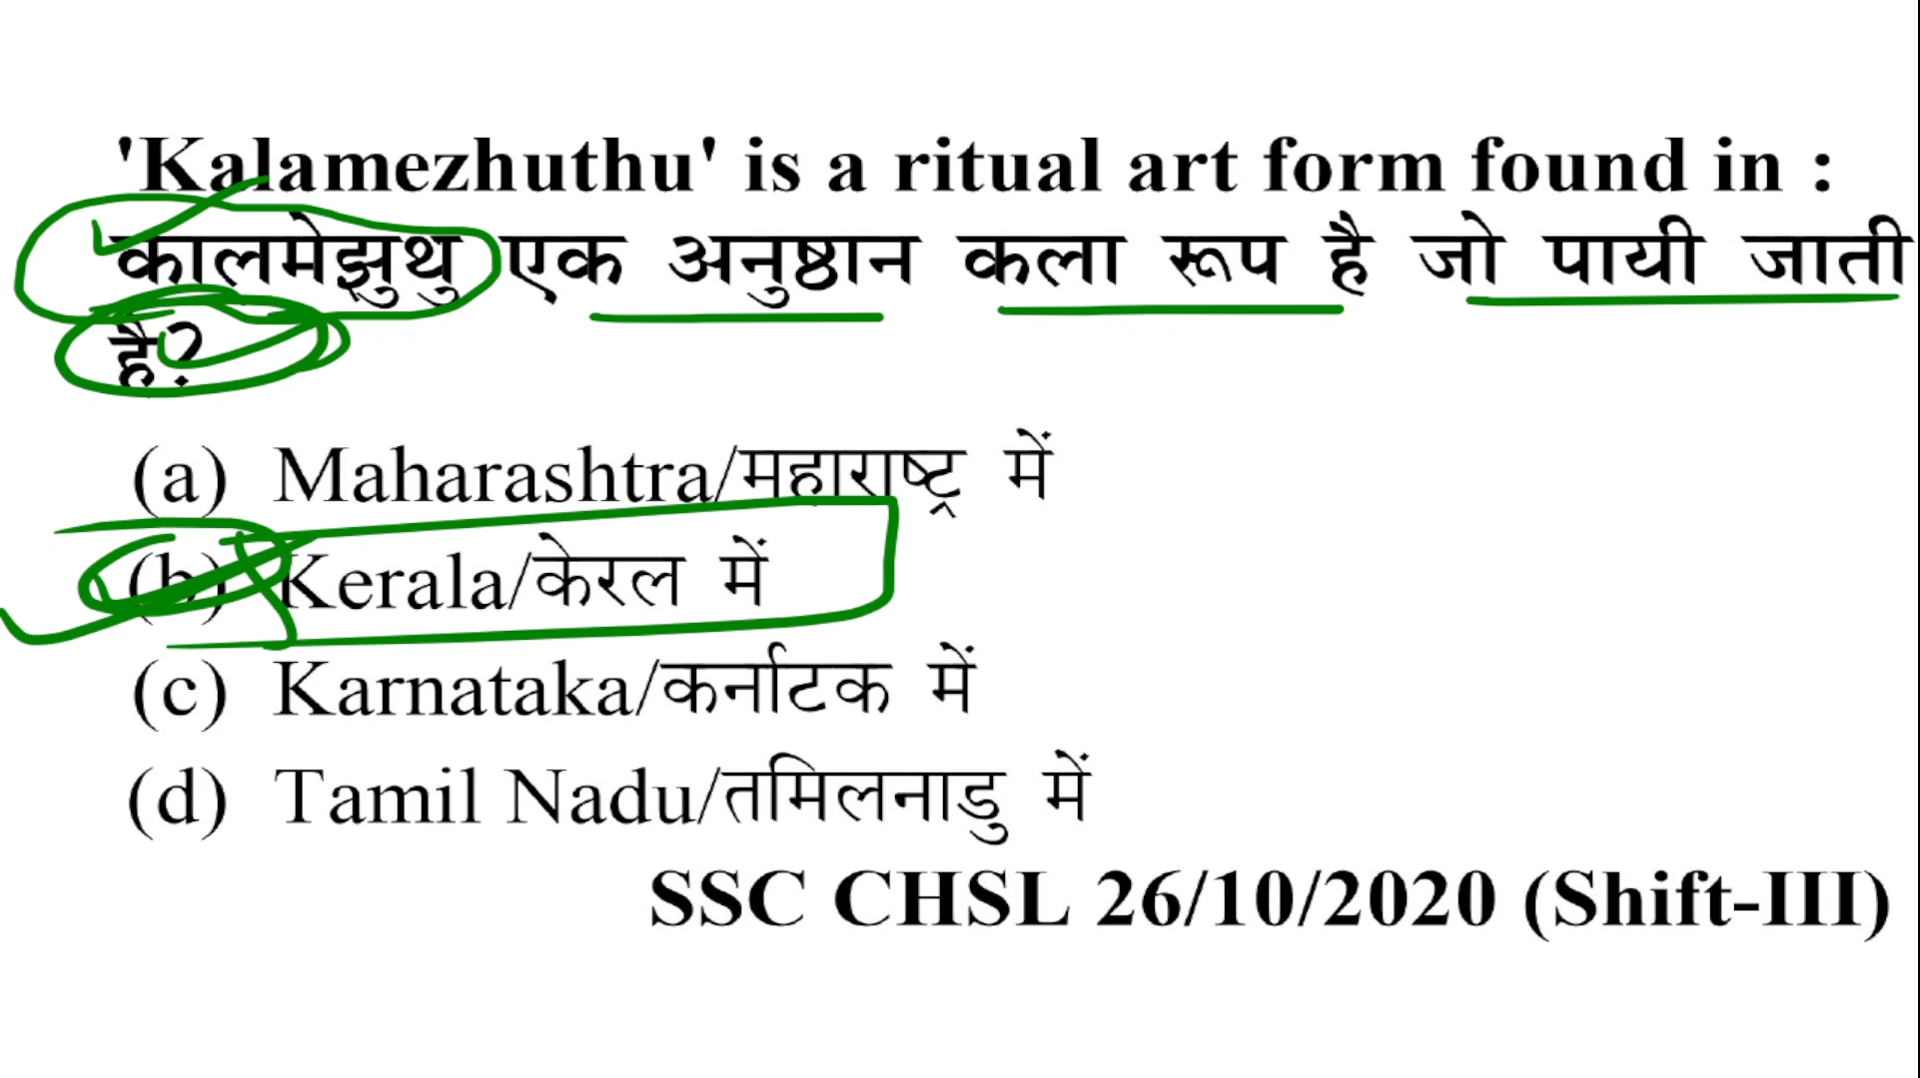 'Kalamezhuthu' is a ritual art form found in :
कालमेझुथु एक अनुष्ठान कला रूप है जो पायी जाती
है?
(a) Maharashtra/महाराष्ट्र में
(b) Kerala/केरल में
(c) Karnataka/कर्नाटक में
(d) Tamil Nadu/तमिलनाडु में
SSC CHSL 26/10/2020 (Shift-III)